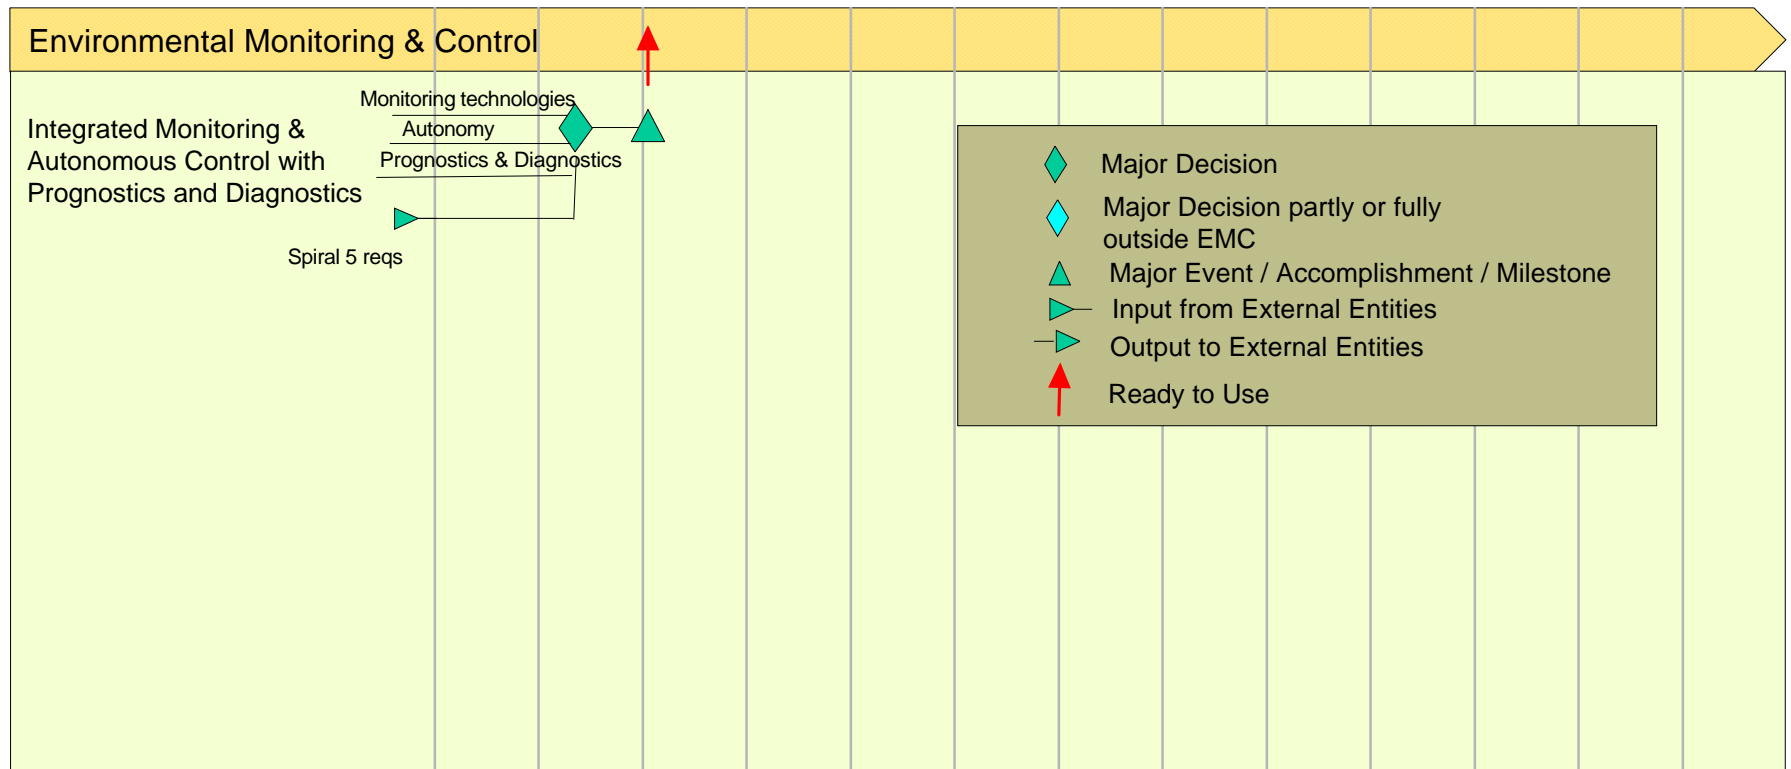 Environmental Monitoring & Control
Monitoring technologies
Integrated Monitoring &
Autonomous Control with
Prognostics and Diagnostics
Autonomy
Prognostics & Diagnostics
Spiral 5 reqs
Major Decision
Major Decision partly or fully
outside EMC
Major Event / Accomplishment / Milestone
Input from External Entities
Output to External Entities
Ready to Use